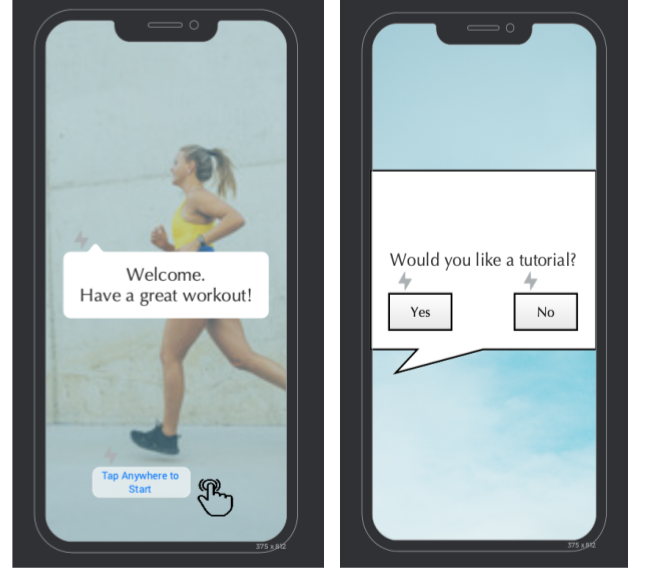 Welcome.
Have a great workout!
Tap Anywhere to
Start
375 x 812
Would you like a tutorial?
Yes
No
375 x 812